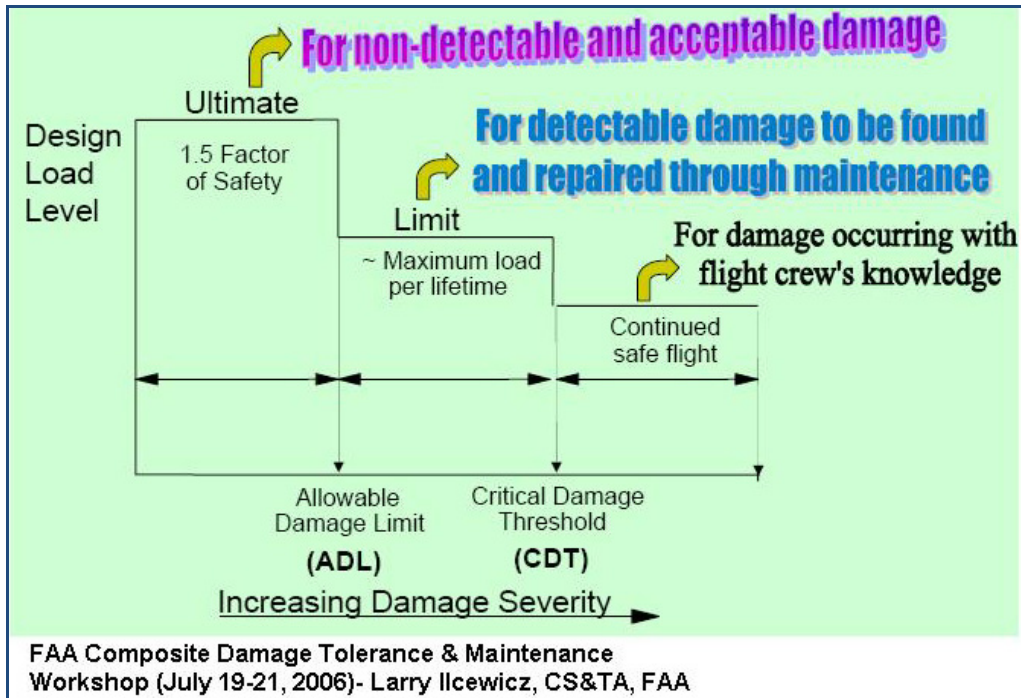 For non-detectable and acceptable damage
Ultimate
Design
Load
Level
1.5 Factor
of Safety
For detectable damage to be found
and repaired through maintenance
Limit
~ Maximum load
per lifetime
For damage occurring with
flight crew's knowledge
Continued
safe flight
Allowable
Damage Limit
(ADL)
Critical Damage
Threshold
(CDT)
Increasing Damage Severity
FAA Composite Damage Tolerance & Maintenance
Workshop (July 19-21, 2006)- Larry Ilcewicz, CS&TA, FAA